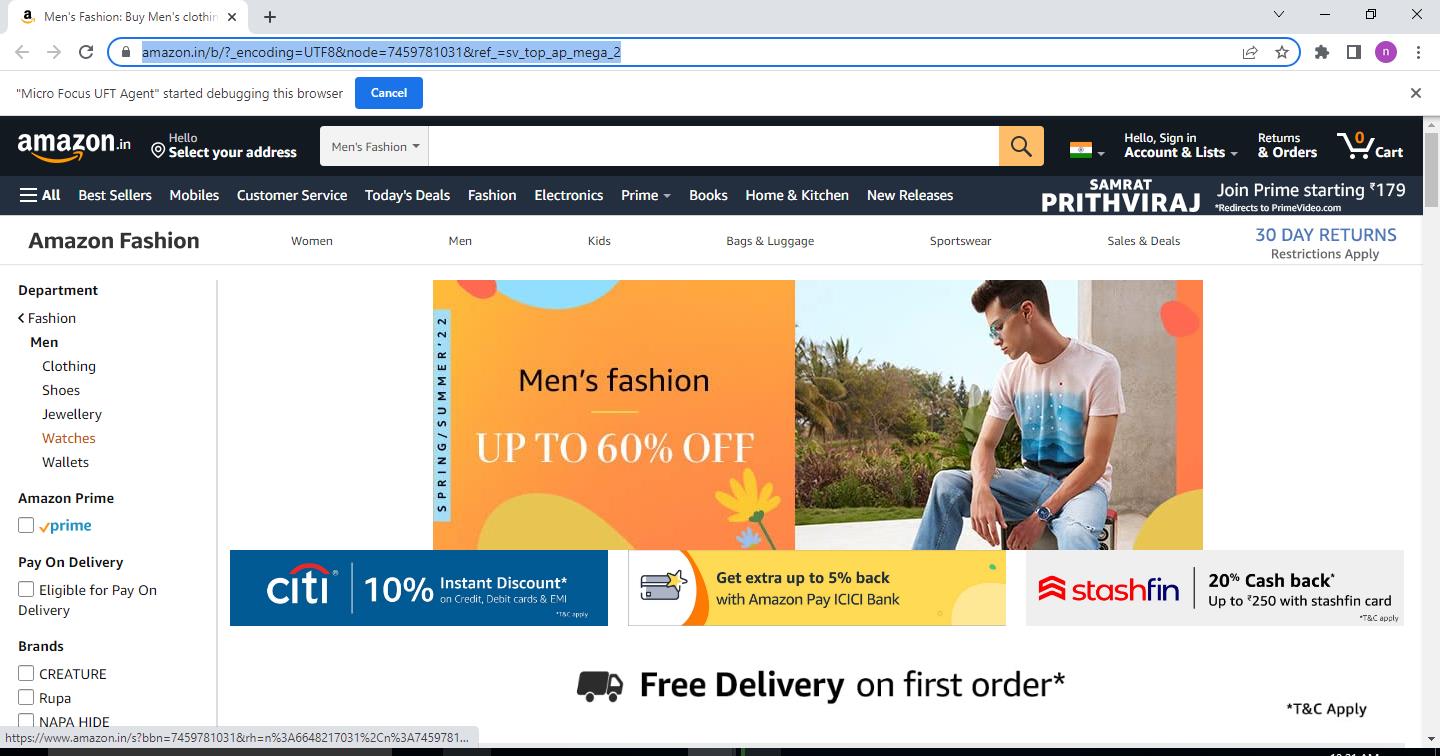 Men's Fashion: Buy Men's clothin
amazon.in/b/?_encoding=UTF8&node=7459781031&ref_=sv_top_ap_mega_2
n
"Micro Focus UFT Agent" started debugging this browser
Cancel
amazon.in
Hello
Select your address
Men's Fashion
Hello, Sign in
Account & Lists
Returns
& Orders
0
Cart
All
Best Sellers
Mobiles
Customer Service
Today's Deals
Fashion
Electronics
Prime
Books
Home & Kitchen
New Releases
SAMRAT
PRITHVIRAJ
Join Prime starting ₹179
*Redirects to PrimeVideo.com
Amazon Fashion
Women
Men
Kids
Bags & Luggage
Sportswear
Sales & Deals
30 DAY RETURNS
Restrictions Apply
Department
Fashion
Men
Clothing
Shoes
Jewellery
Watches
Wallets
Amazon Prime
prime
Pay On Delivery
Eligible for Pay On
Delivery
Brands
CREATURE
Rupa
NAPA HIDE
SPRING/SUMMER'22
Men's fashion
UP TO 60% OFF
citi
10%
Instant Discount*
on Credit, Debit cards & EMI
*T&C apply
Get extra up to 5% back
with Amazon Pay ICICI Bank
stashfin
20% Cash back*
Up to ₹250 with stashfin card
*T&C apply
Free Delivery on first order*
*T&C Apply
https://www.amazon.in/s?bbn=7459781031&rh=n%3A6648217031%2Cn%3A7459781...